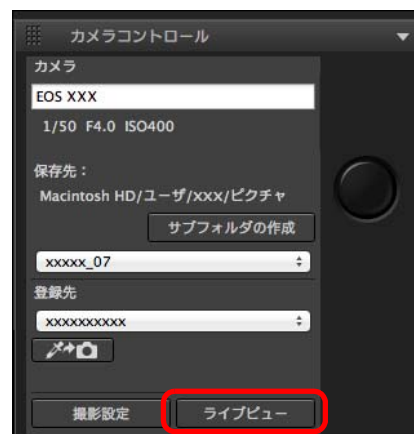 カメラコントロール
カメラ
EOS XXX
1/50 F4.0 ISO400
保存先：
Macintosh HD/ユーザ/xxx/ピクチャ
サブフォルダの作成
xxxxx_07
登録先
xxxxxxxxxx
撮影設定 ライブビュー